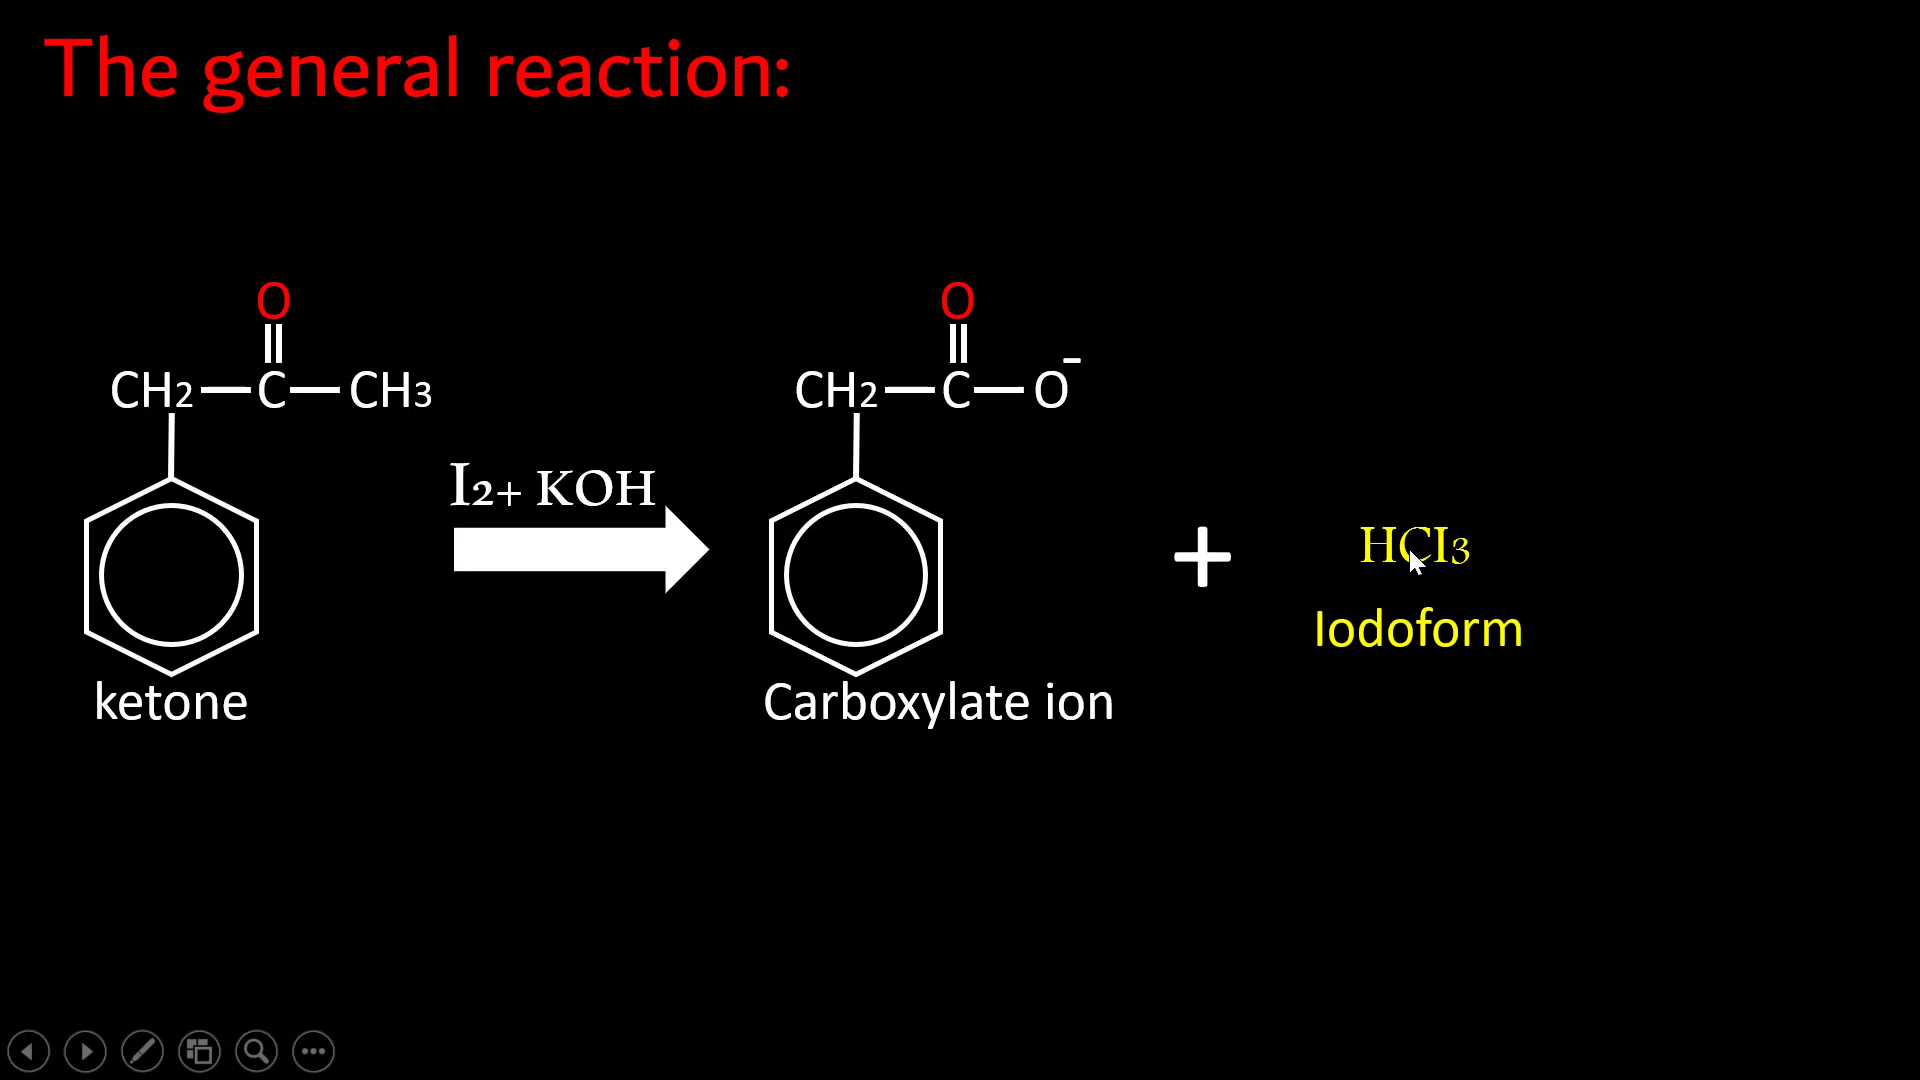 The general reaction:
O
CH2 C CH3
I2+ KOH
ketone
O
CH2 C O-
Carboxylate ion
+
HCI3
Iodoform